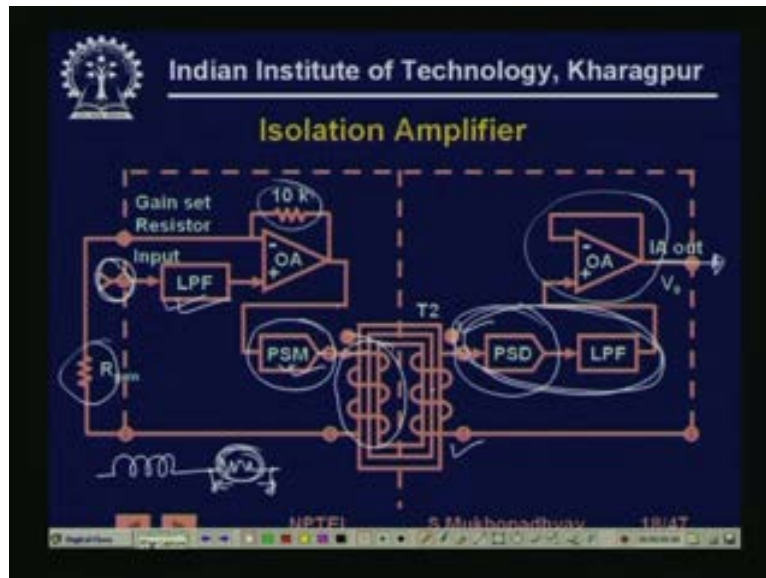 Indian Institute of Technology, Kharagpur
Isolation Amplifier
Gain set
Resistor
10 k
Input
LPF
OA
-
+
PSM
T2
PSD
LPF
OA
-
+
IA out
V
R
NPTEL
S.Mukhopadhyay
18/47